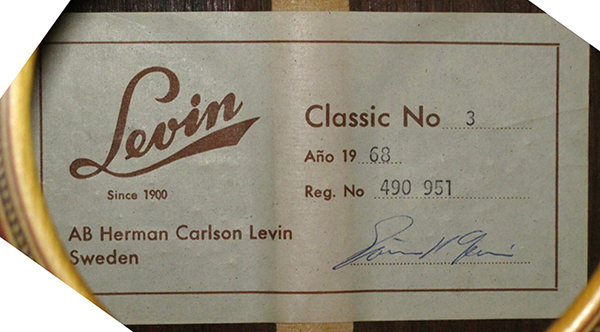 Levin
Since 1900
AB Herman Carlson Levin
Sweden
Classic No 3
Año 19 68
Reg. No 490 951